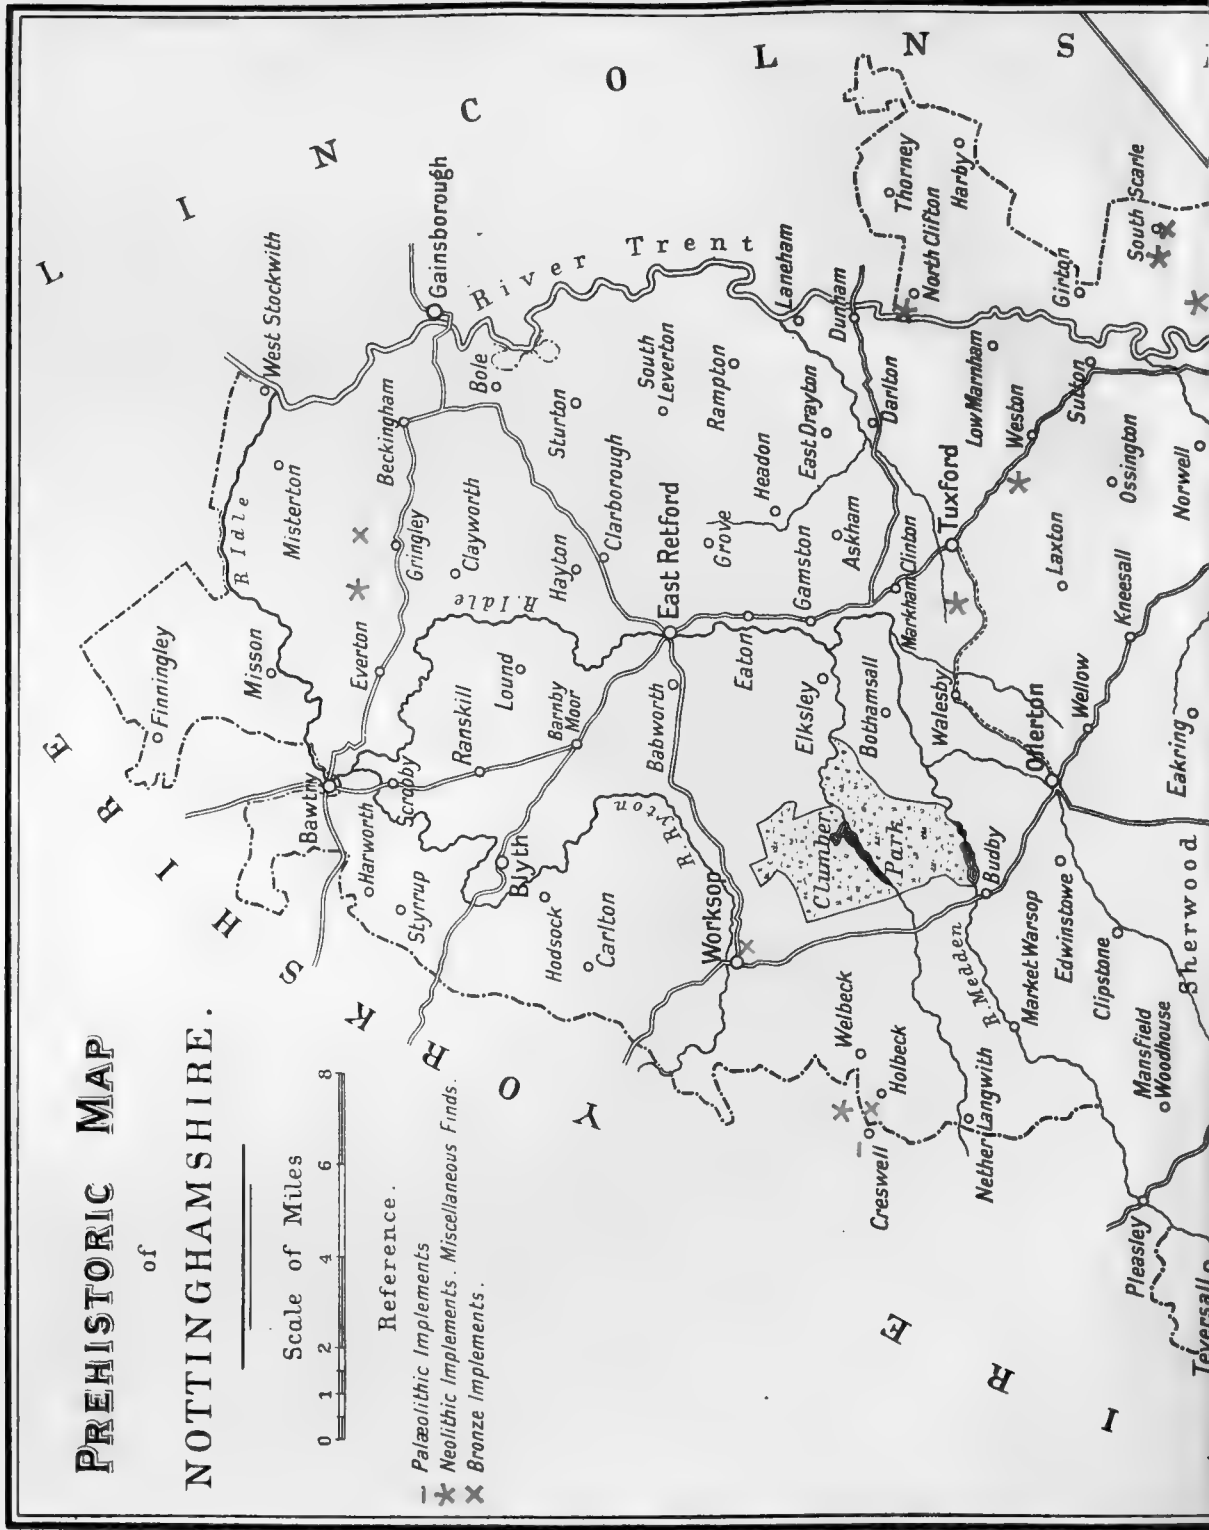 PREHISTORIC MAP
of
NOTTINGHAMSHIRE.
Scale of Miles
0 1 2 4 6 8
Reference.
– Palæolithic Implements
* Neolithic Implements. Miscellaneous Finds.
× Bronze Implements.
L I N C O L N S
Y O R K S H I R E
E R I
Finningley
Misson
R Idle
Misterton
West Stockwith
Gainsborough
River Trent
Bawtry
Everton
Gringley
Beckingham
Bole
Harworth
Scrooby
Styrrup
Ranskill
Lound
R. Idle
Clayworth
Hayton
Clarborough
Sturton
South
Leverton
Rampton
Blyth
Barnby
Moor
Hodsock
Carlton
R. Ryton
Worksop
Babworth
East Retford
Grove
Headon
East Drayton
Laneham
Dunham
Eaton
Gamston
Askham
Darlton
Thorney
North Clifton
Harby
Elksley
Bothamsall
Markham Clinton
Tuxford
Low Marnham
Weston
Sutton
Girton
South Scarle
Clumber
Park
Walesby
Ollerton
Laxton
Ossington
Norwell
Kneesall
Wellow
Eakring
Budby
Welbeck
Holbeck
Creswell
R. Medden
Market Warsop
Edwinstowe
Clipstone
Nether Langwith
Mansfield
Woodhouse
Sherwood
Pleasley